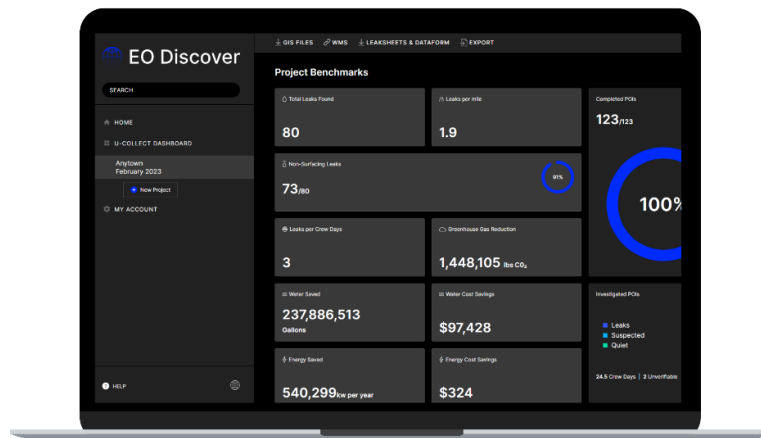 EO Discover
SEARCH
HOME
U-COLLECT DASHBOARD
Anytown
February 2023
New Project
MY ACCOUNT
? HELP
GIS FILES WMS LEAKSHEETS & DATAFORM EXPORT
Project Benchmarks
Total Leaks Found
80
Leaks per mile
1.9
Completed POIs
123/123
100%
Non-Surfacing Leaks
73/80
91%
Leaks per Crew Days
3
Greenhouse Gas Reduction
1,448,105 lbs CO₂
Water Saved
237,886,513
Gallons
Water Cost Savings
$97,428
Investigated POIs
Leaks
Suspected
Quiet
24.5 Crew Days | 2 Unverifiable
Energy Saved
540,299kw per year
Energy Cost Savings
$324